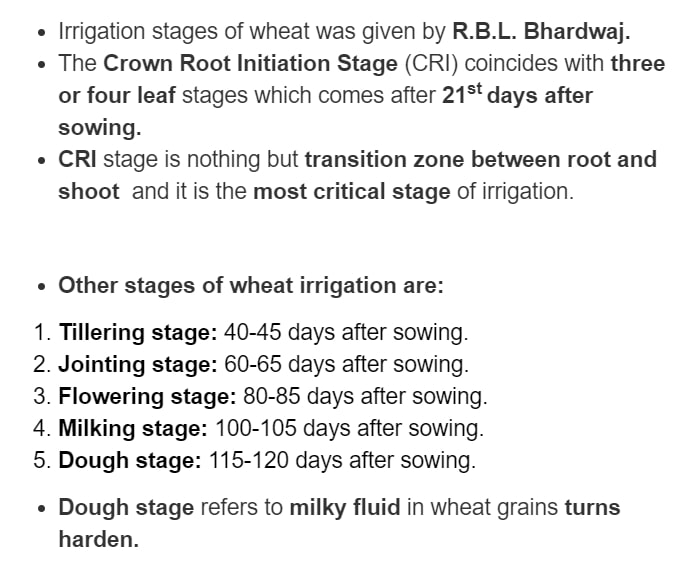 • Irrigation stages of wheat was given by R.B.L. Bhardwaj.
• The Crown Root Initiation Stage (CRI) coincides with three
or four leaf stages which comes after 21st days after
sowing.
• CRI stage is nothing but transition zone between root and
shoot and it is the most critical stage of irrigation.
• Other stages of wheat irrigation are:
1. Tillering stage: 40-45 days after sowing.
2. Jointing stage: 60-65 days after sowing.
3. Flowering stage: 80-85 days after sowing.
4. Milking stage: 100-105 days after sowing.
5. Dough stage: 115-120 days after sowing.
• Dough stage refers to milky fluid in wheat grains turns
harden.